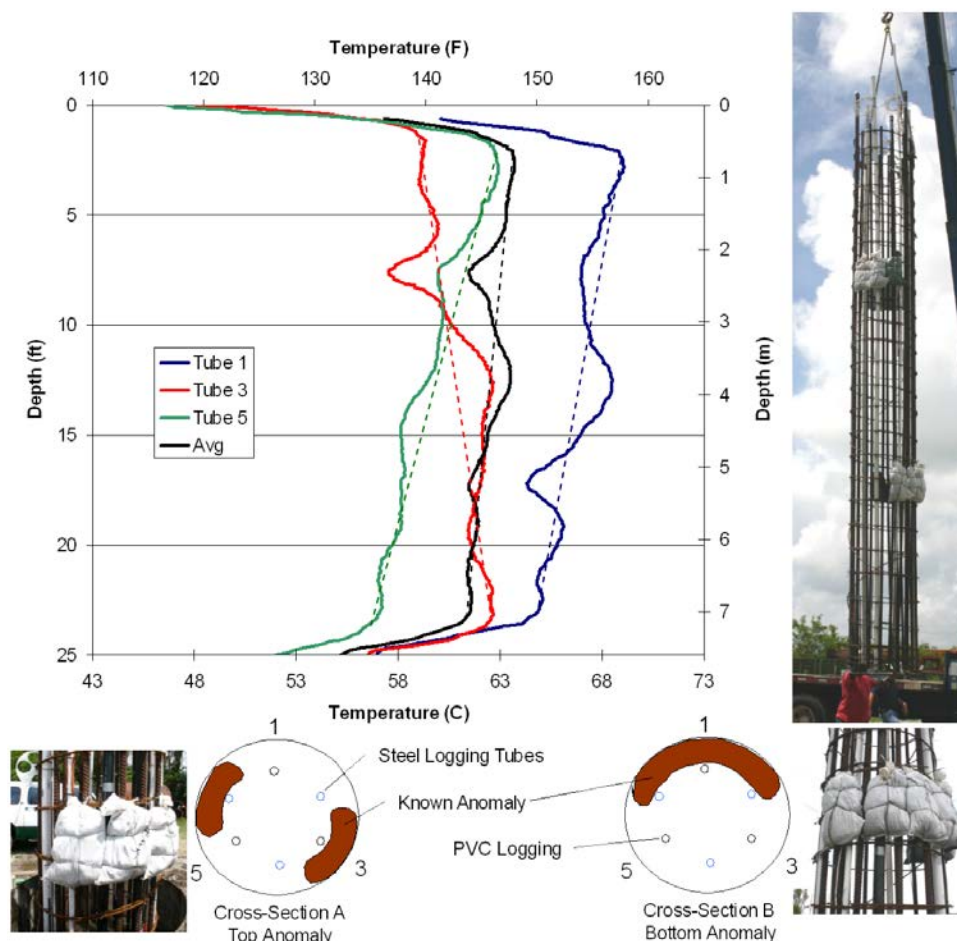 Temperature (F)
110 120 130 140 150 160
0 0
1
5
2
10 3
Depth (ft)
Depth (m)
Tube 1
Tube 3
Tube 5
Avg
4
15
5
20 6
7
25
43 53 58 63 68 73
Temperature (C)
1
Steel Logging Tubes
Known Anomaly
PVC Logging
5
3
Cross-Section A
Top Anomaly
1
5
3
Cross-Section B
Bottom Anomaly